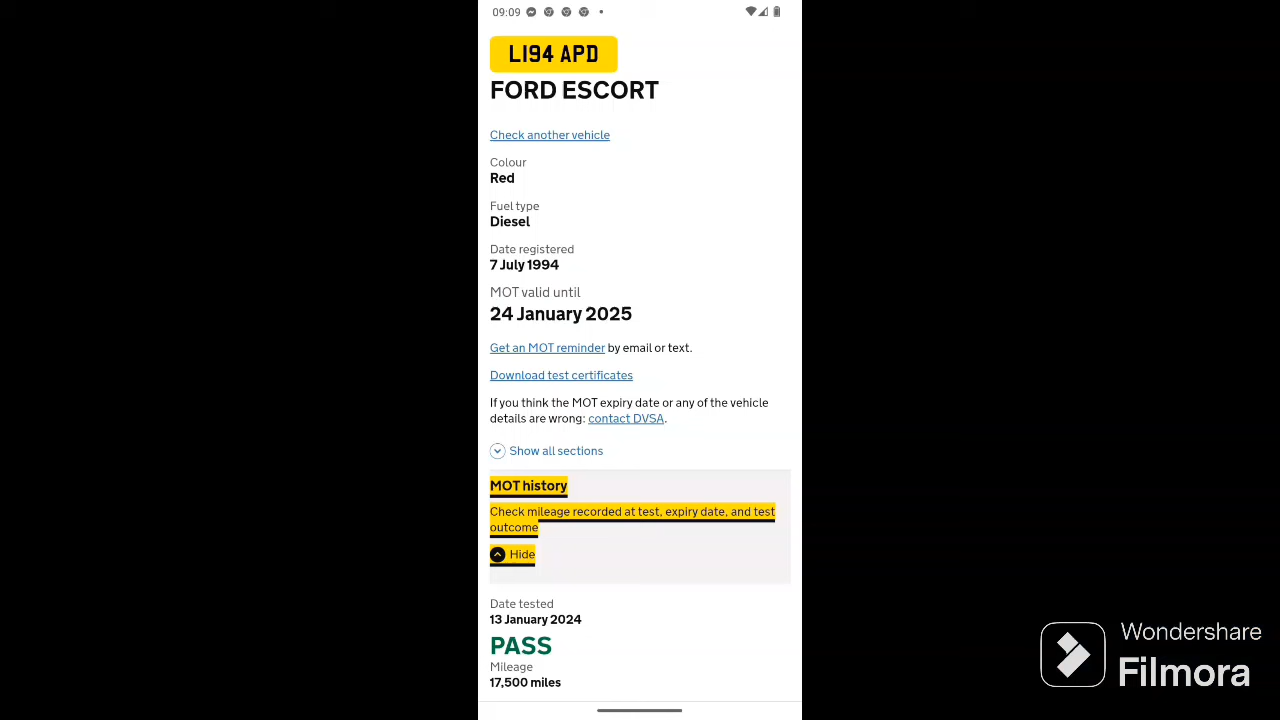 09:09
L194 APD
FORD ESCORT
Check another vehicle
Colour
Red
Fuel type
Diesel
Date registered
7 July 1994
MOT valid until
24 January 2025
Get an MOT reminder by email or text.
Download test certificates
If you think the MOT expiry date or any of the vehicle
details are wrong: contact DVSA.
Show all sections
MOT history
Check mileage recorded at test, expiry date, and test
outcome
Hide
Date tested
13 January 2024
PASS
Mileage
17,500 miles
Wondershare
Filmora